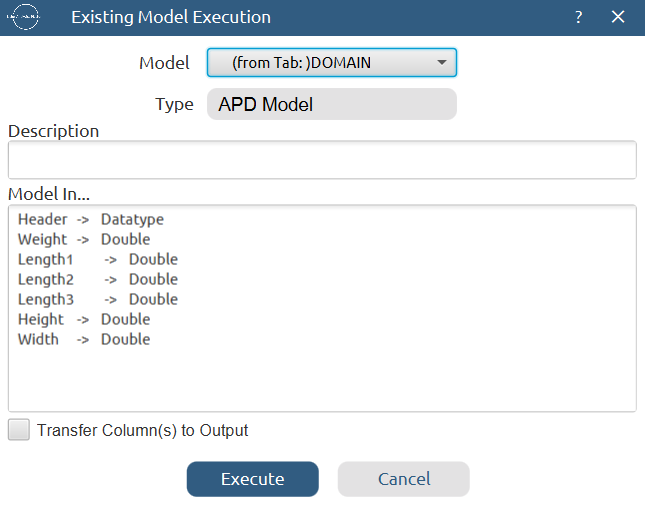 Existing Model Execution ? ×
Model (from Tab: )DOMAIN
Type APD Model
Description
Model In...
Header -> Datatype
Weight -> Double
Length1 -> Double
Length2 -> Double
Length3 -> Double
Height -> Double
Width -> Double
Transfer Column(s) to Output
Execute Cancel